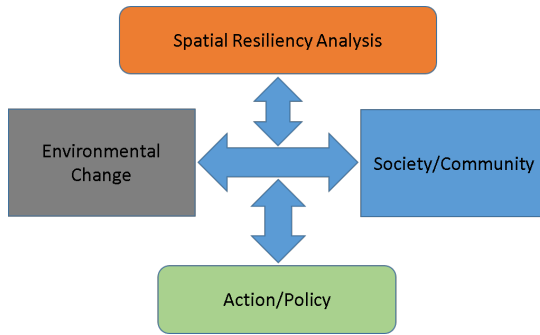 Spatial Resiliency Analysis
Environmental
Change
Society/Community
Action/Policy